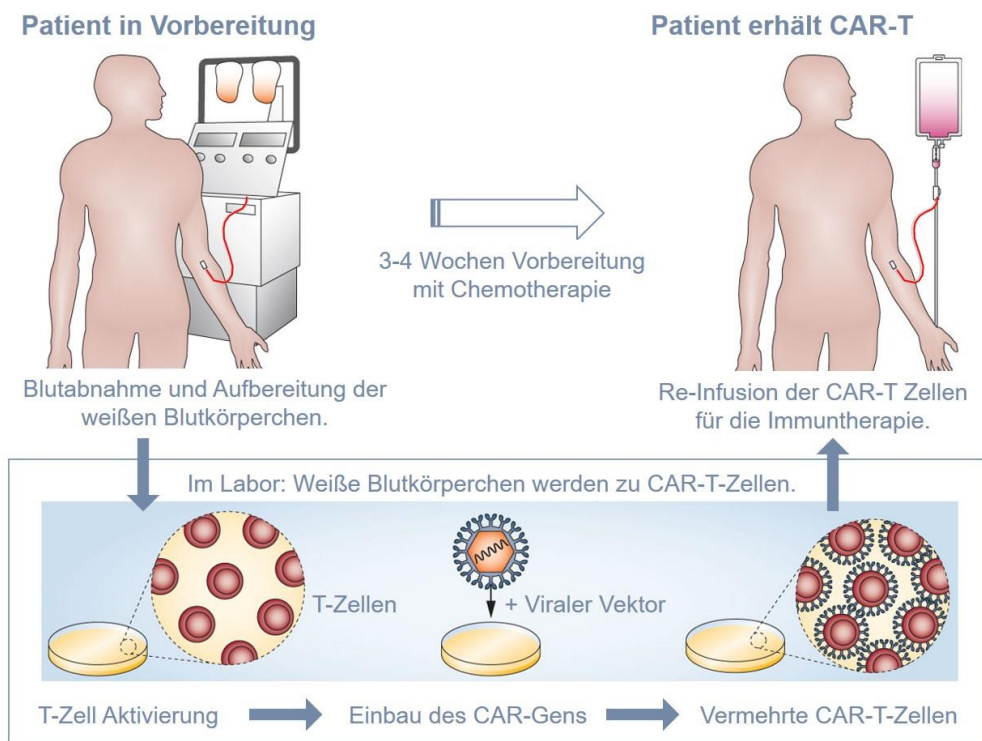 Patient in Vorbereitung
Patient erhält CAR-T
3-4 Wochen Vorbereitung
mit Chemotherapie
Blutabnahme und Aufbereitung der
weißen Blutkörperchen.
Re-Infusion der CAR-T Zellen
für die Immuntherapie.
Im Labor: Weiße Blutkörperchen werden zu CAR-T-Zellen.
T-Zellen
+ Viraler Vektor
T-Zell Aktivierung
Einbau des CAR-Gens
Vermehrte CAR-T-Zellen